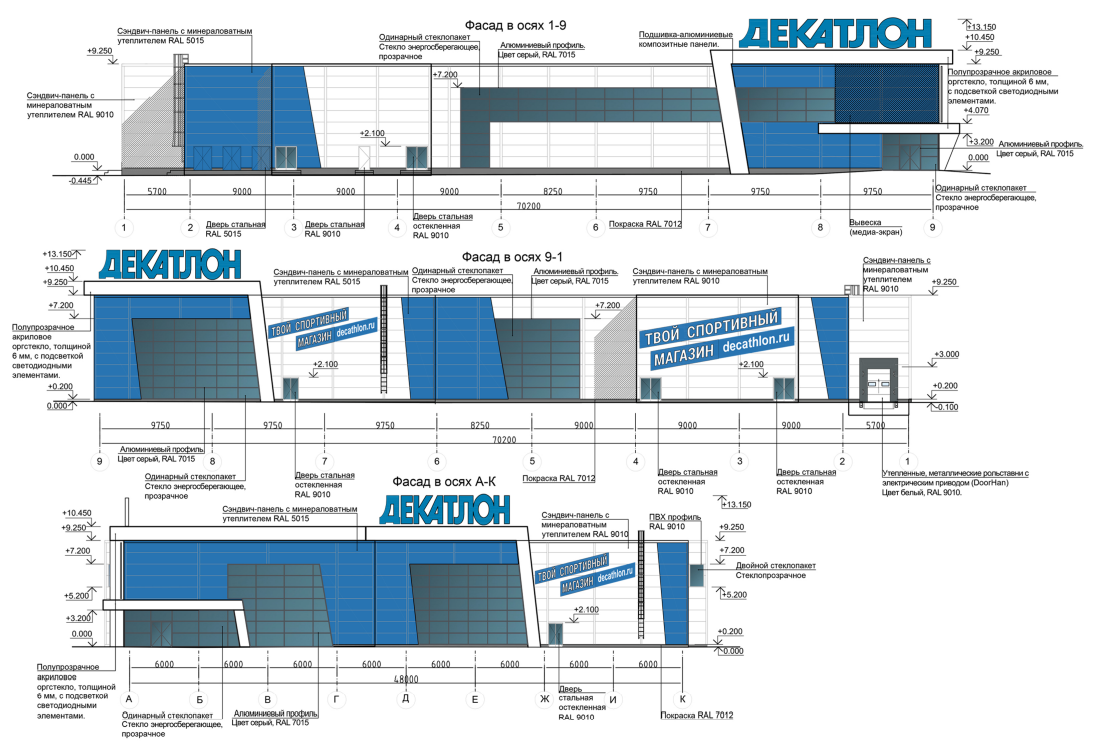 Фасад в осях 1-9
ДЕКАТЛОН
Сэндвич-панель с минераловатным
утеплителем RAL 5015
Одинарный стеклопакет
Стекло энергосберегающее,
прозрачное
Алюминиевый профиль.
Цвет серый, RAL 7015
Подшивка-алюминиевые
композитные панели.
+13.150
+10.450
+9.250
+9.250
+7.200
Сэндвич-панель с
минераловатным
утеплителем RAL 9010
Полупрозрачное акриловое
оргстекло, толщиной 6 мм,
с подсветкой светодиодными
элементами.
+4.070
+3.200
0.000
Алюминиевый профиль.
Цвет серый, RAL 7015
+2.100
0.000
-0.445
Одинарный стеклопакет
Стекло энергосберегающее,
прозрачное
5700 9000 9000 9000 8250 9750 9750 9750
70200
1 2 3 4 5 6 7 8 9
Дверь стальная
RAL 5015
Дверь стальная
RAL 9010
Дверь стальная
остекленная
RAL 9010
Покраска RAL 7012
Вывеска
(медиа-экран)
Фасад в осях 9-1
ДЕКАТЛОН
+13.150
+10.450
+9.250
+7.200
Сэндвич-панель с минераловатным
утеплителем RAL 5015
Одинарный стеклопакет
Стекло энергосберегающее,
прозрачное
Алюминиевый профиль.
Цвет серый, RAL 7015
Сэндвич-панель с минераловатным
утеплителем RAL 9010
Сэндвич-панель с
минераловатным
утеплителем
RAL 9010
+9.250
+7.200
Полупрозрачное
акриловое
оргстекло, толщиной
6 мм, с подсветкой
светодиодными
элементами.
ТВОЙ СПОРТИВНЫЙ
МАГАЗИН decathlon.ru
ТВОЙ СПОРТИВНЫЙ
МАГАЗИН decathlon.ru
+2.100
+2.100
+3.000
+0.200
0.000
+0.200
-0.100
9750 9750 9750 8250 9000 9000 9000 5700
70200
9 8 7 6 5 4 3 2 1
Алюминиевый профиль.
Цвет серый, RAL 7015
Одинарный стеклопакет
Стекло энергосберегающее,
прозрачное
Дверь стальная
остекленная
RAL 9010
Покраска RAL 7012
Дверь стальная
остекленная
RAL 9010
Дверь стальная
остекленная
RAL 9010
Утепленные, металлические рольставни с
электрическим приводом (DoorHan)
Цвет белый, RAL 9010.
Фасад в осях А-К
ДЕКАТЛОН
Сэндвич-панель с минераловатным
утеплителем RAL 5015
Сэндвич-панель с
минераловатным
утеплителем RAL 9010
ПВХ профиль
RAL 9010
+13.150
+10.450
+9.250
+7.200
+5.200
+3.200
0.000
+9.250
+7.200
Двойной стеклопакет
Стеклопрозрачное
+5.200
+0.200
0.000
ТВОЙ СПОРТИВНЫЙ
МАГАЗИН decathlon.ru
+2.100
6000 6000 6000 6000 6000 6000 6000 6000
48000
А Б В Г Д Е Ж И К
Полупрозрачное
акриловое
оргстекло, толщиной
6 мм, с подсветкой
светодиодными
элементами.
Одинарный стеклопакет
Стекло энергосберегающее,
прозрачное
Алюминиевый профиль.
Цвет серый, RAL 7015
Дверь
стальная
остекленная
RAL 9010
Покраска RAL 7012